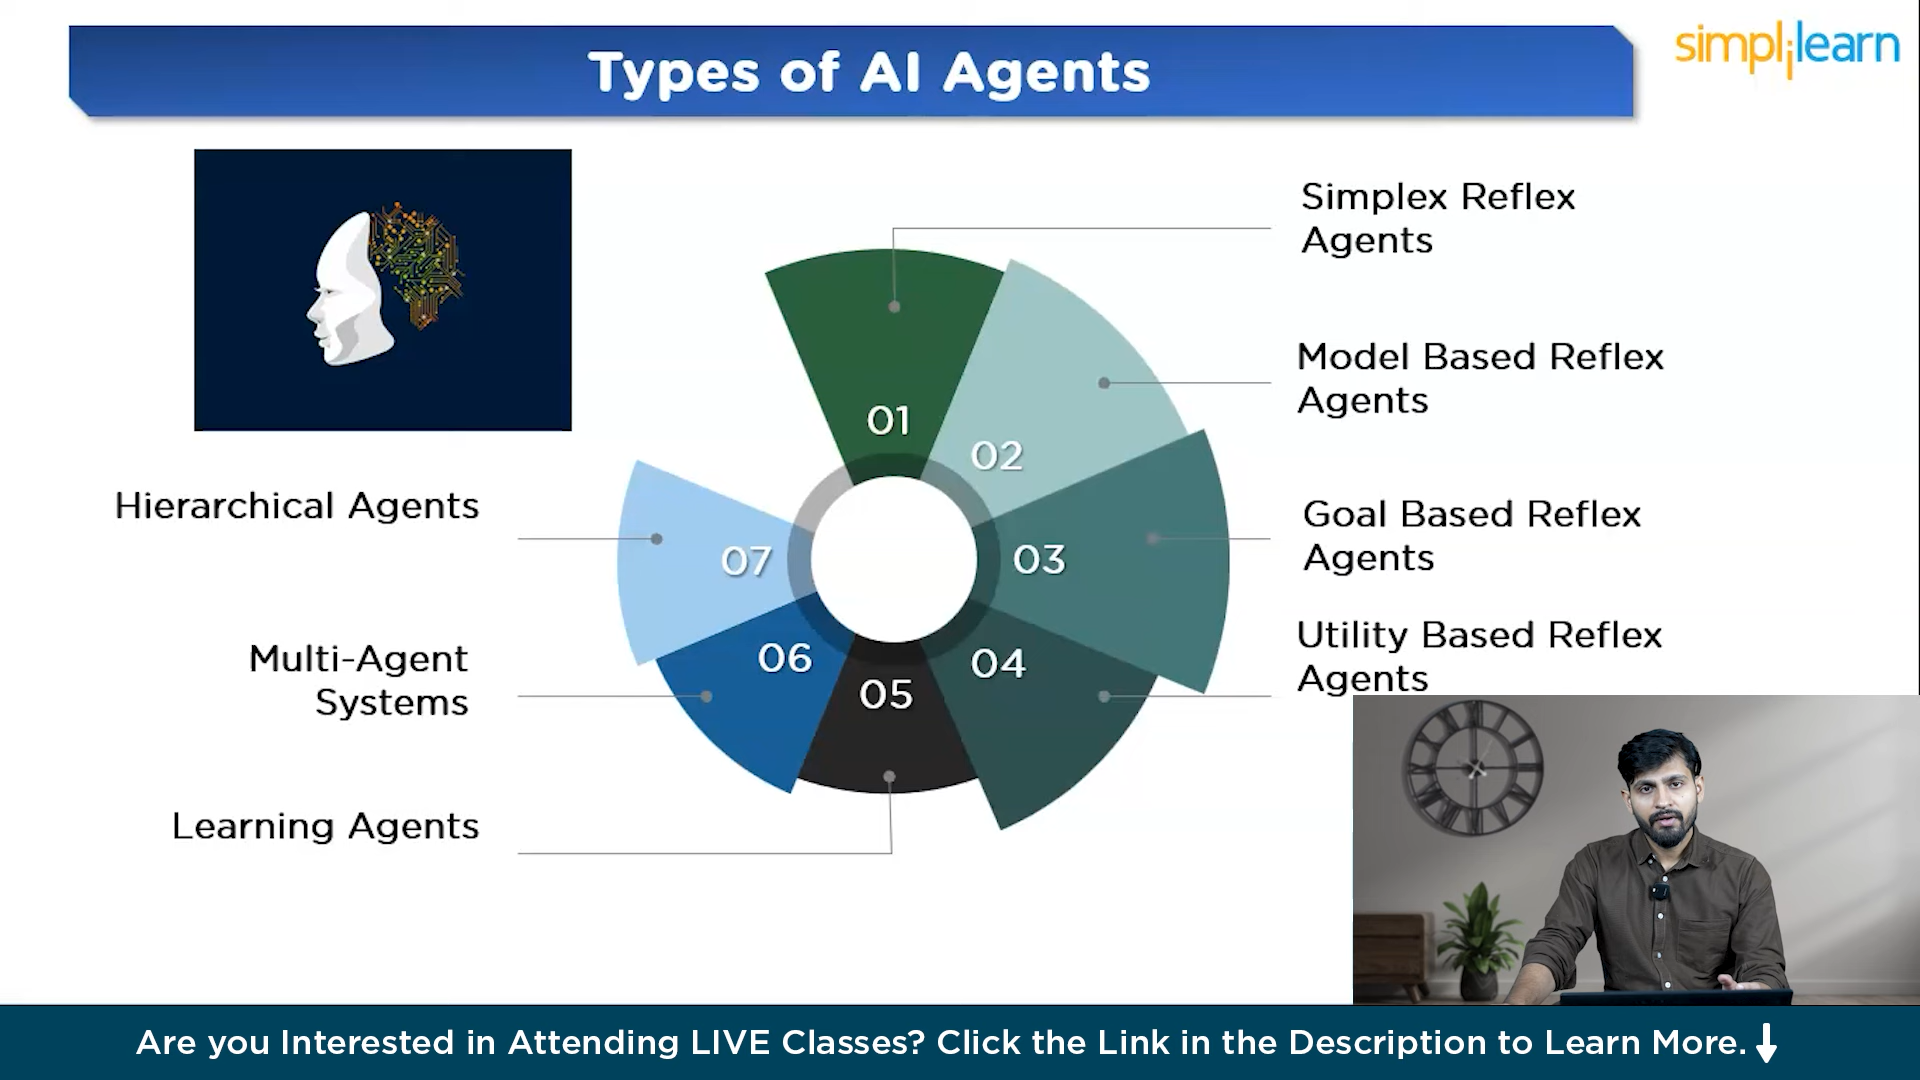 Types of AI Agents
simplilearn
Simplex Reflex
Agents
Model Based Reflex
Agents
Goal Based Reflex
Agents
Utility Based Reflex
Agents
Hierarchical Agents
Multi-Agent
Systems
Learning Agents
01
02
03
04
05
06
07
Are you Interested in Attending LIVE Classes? Click the Link in the Description to Learn More.